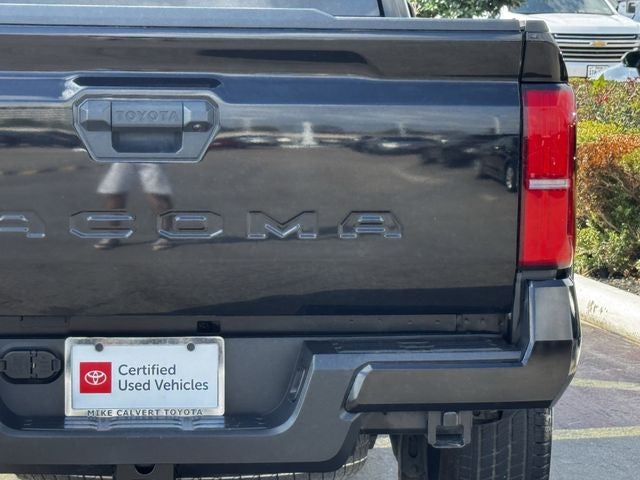 TOYOTA
ACOMA
Certified
Used Vehicles
MIKE CALVERT TOYOTA